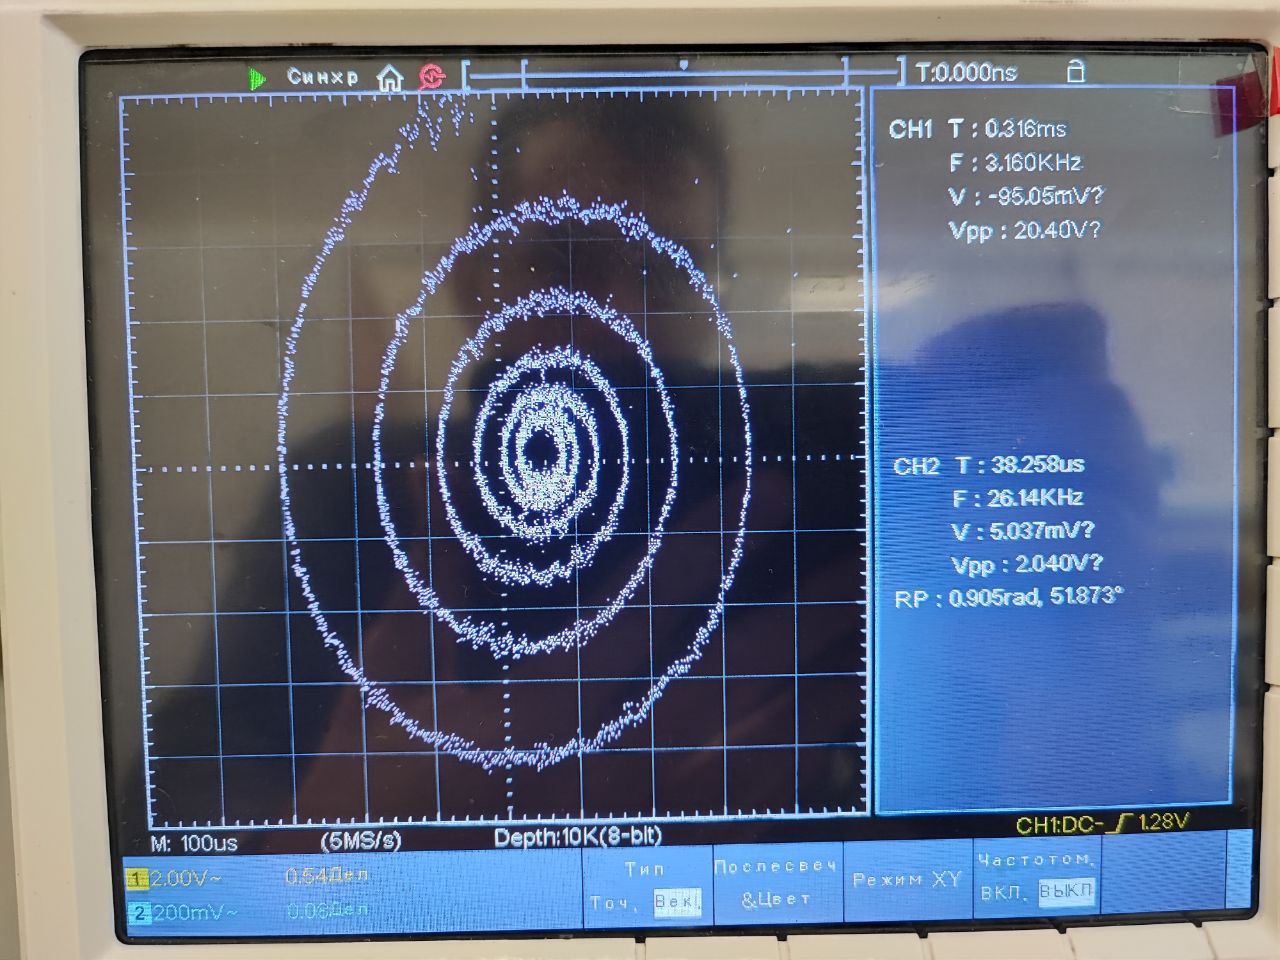 Синхр T:0.000ns
CH1 T : 0.316ms
F : 3.160KHz
V : -95.05mV?
Vpp : 20.40V?
CH2 T : 38.258us
F : 26.14KHz
V : 5.037mV?
Vpp : 2.040V?
RP : 0.905rad, 51.873°
M: 100us (5MS/s) Depth:10K(8-bit) CH1:DC- 1.28V
1 2.00V~ 0.54Дел
2 200mV~ 0.06Дел
Тип
Точ. Век.
Послесвеч
&Цвет
Режим XY
Частотом.
ВКЛ. ВЫКЛ